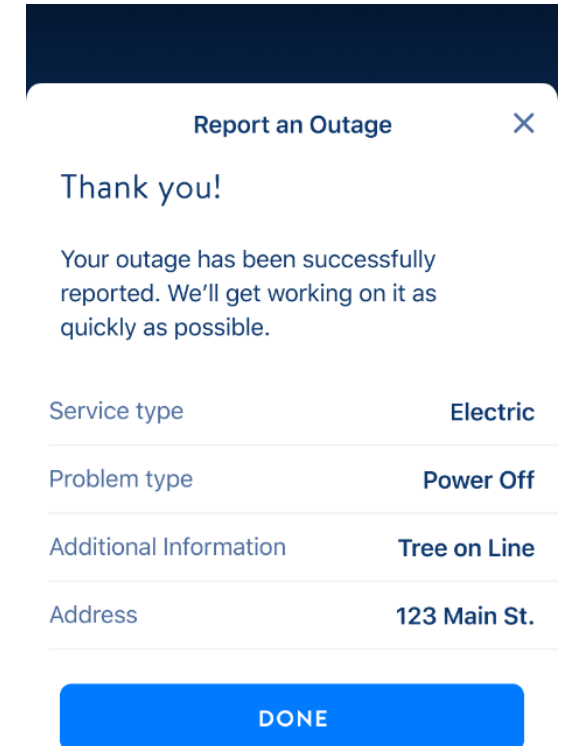 Report an Outage
Thank you!
Your outage has been successfully
reported. We'll get working on it as
quickly as possible.
Service type Electric
Problem type Power Off
Additional Information Tree on Line
Address 123 Main St.
DONE